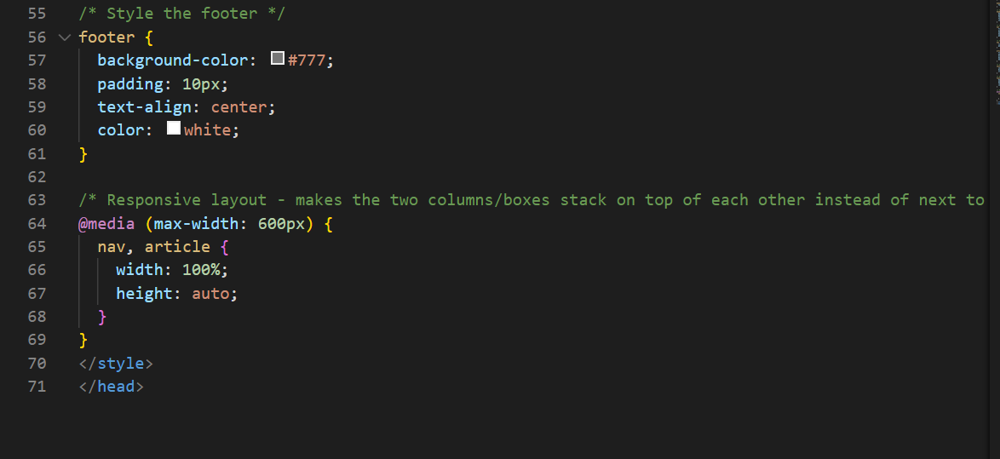 55 /* Style the footer */
56 footer {
57 background-color: #777;
58 padding: 10px;
59 text-align: center;
60 color: white;
61 }
62
63 /* Responsive layout - makes the two columns/boxes stack on top of each other instead of next to
64 @media (max-width: 600px) {
65 nav, article {
66 width: 100%;
67 height: auto;
68 }
69 }
70 </style>
71 </head>